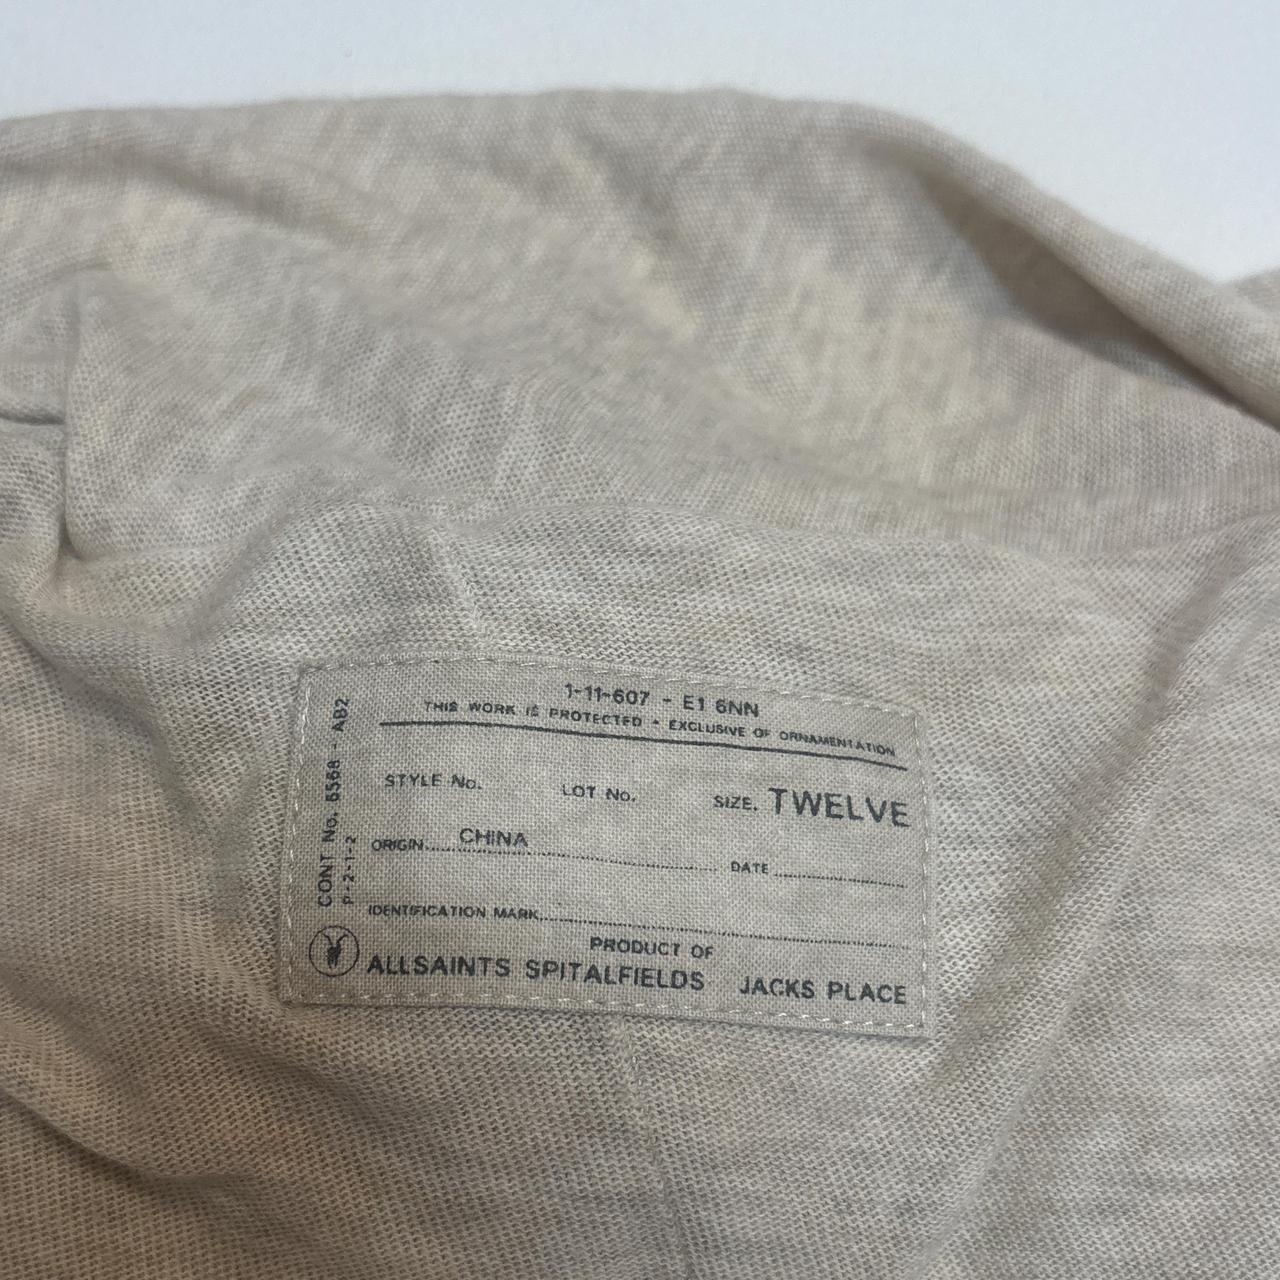 1-11-607 - E1 6NN
THIS WORK IS PROTECTED - EXCLUSIVE OF ORNAMENTATION
STYLE No. LOT No. SIZE. TWELVE
ORIGIN......CHINA DATE
IDENTIFICATION MARK
PRODUCT OF
ALLSAINTS SPITALFIELDS JACKS PLACE
CONT No. 6568 - AB2
P-2-1-2